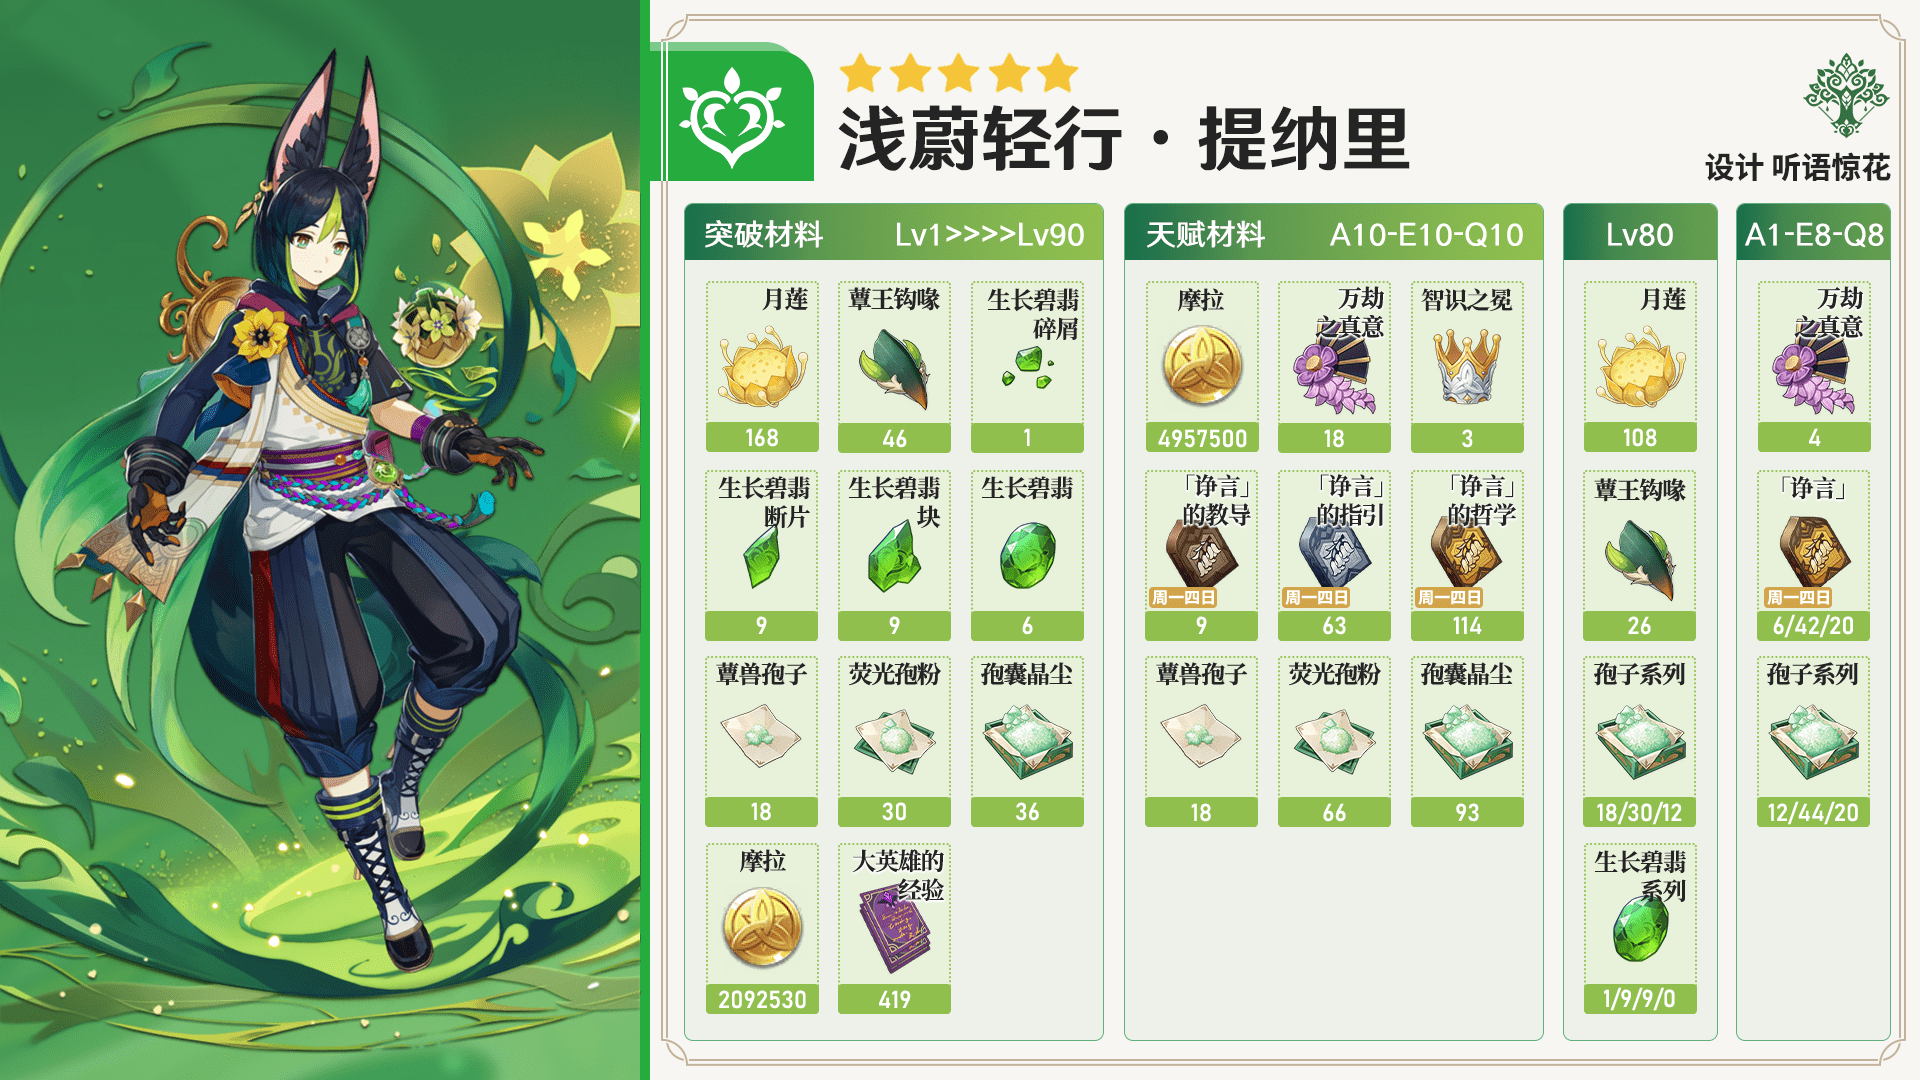 浅蔚轻行·提纳里
设计 听语惊花
突破材料 Lv1>>>>Lv90
月莲
168
蕈王钩喙
46
生长碧翡
碎屑
1
生长碧翡
断片
9
生长碧翡
块
9
生长碧翡
6
蕈兽孢子
18
荧光孢粉
30
孢囊晶尘
36
摩拉
2092530
大英雄的
经验
419
天赋材料 A10-E10-Q10
摩拉
4957500
万劫
之真意
18
智识之冕
3
「诤言」
的教导
周一四日
9
「诤言」
的指引
周一四日
63
「诤言」
的哲学
周一四日
114
蕈兽孢子
18
荧光孢粉
66
孢囊晶尘
93
Lv80
月莲
108
蕈王钩喙
26
孢子系列
18/30/12
生长碧翡
系列
1/9/9/0
A1-E8-Q8
万劫
之真意
4
「诤言」
周一四日
6/42/20
孢子系列
12/44/20